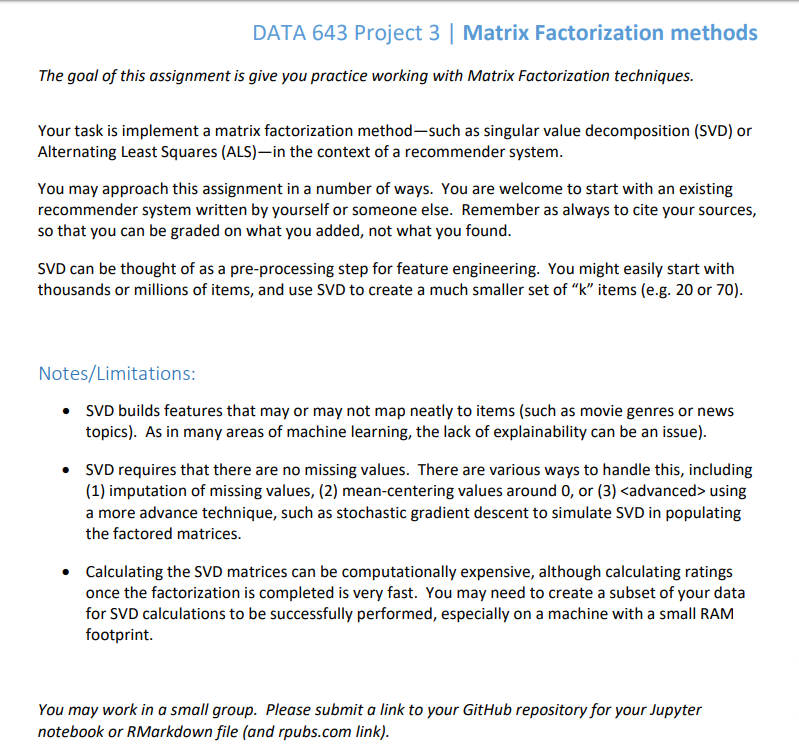 DATA 643 Project 3 | Matrix Factorization methods
The goal of this assignment is give you practice working with Matrix Factorization techniques.
Your task is implement a matrix factorization method—such as singular value decomposition (SVD) or
Alternating Least Squares (ALS)—in the context of a recommender system.
You may approach this assignment in a number of ways.  You are welcome to start with an existing
recommender system written by yourself or someone else.  Remember as always to cite your sources,
so that you can be graded on what you added, not what you found.
SVD can be thought of as a pre-processing step for feature engineering.  You might easily start with
thousands or millions of items, and use SVD to create a much smaller set of “k” items (e.g. 20 or 70).
Notes/Limitations:
• SVD builds features that may or may not map neatly to items (such as movie genres or news
topics).  As in many areas of machine learning, the lack of explainability can be an issue).
• SVD requires that there are no missing values.  There are various ways to handle this, including
(1) imputation of missing values, (2) mean-centering values around 0, or (3) <advanced> using
a more advance technique, such as stochastic gradient descent to simulate SVD in populating
the factored matrices.
• Calculating the SVD matrices can be computationally expensive, although calculating ratings
once the factorization is completed is very fast.  You may need to create a subset of your data
for SVD calculations to be successfully performed, especially on a machine with a small RAM
footprint.
You may work in a small group.  Please submit a link to your GitHub repository for your Jupyter
notebook or RMarkdown file (and rpubs.com link).